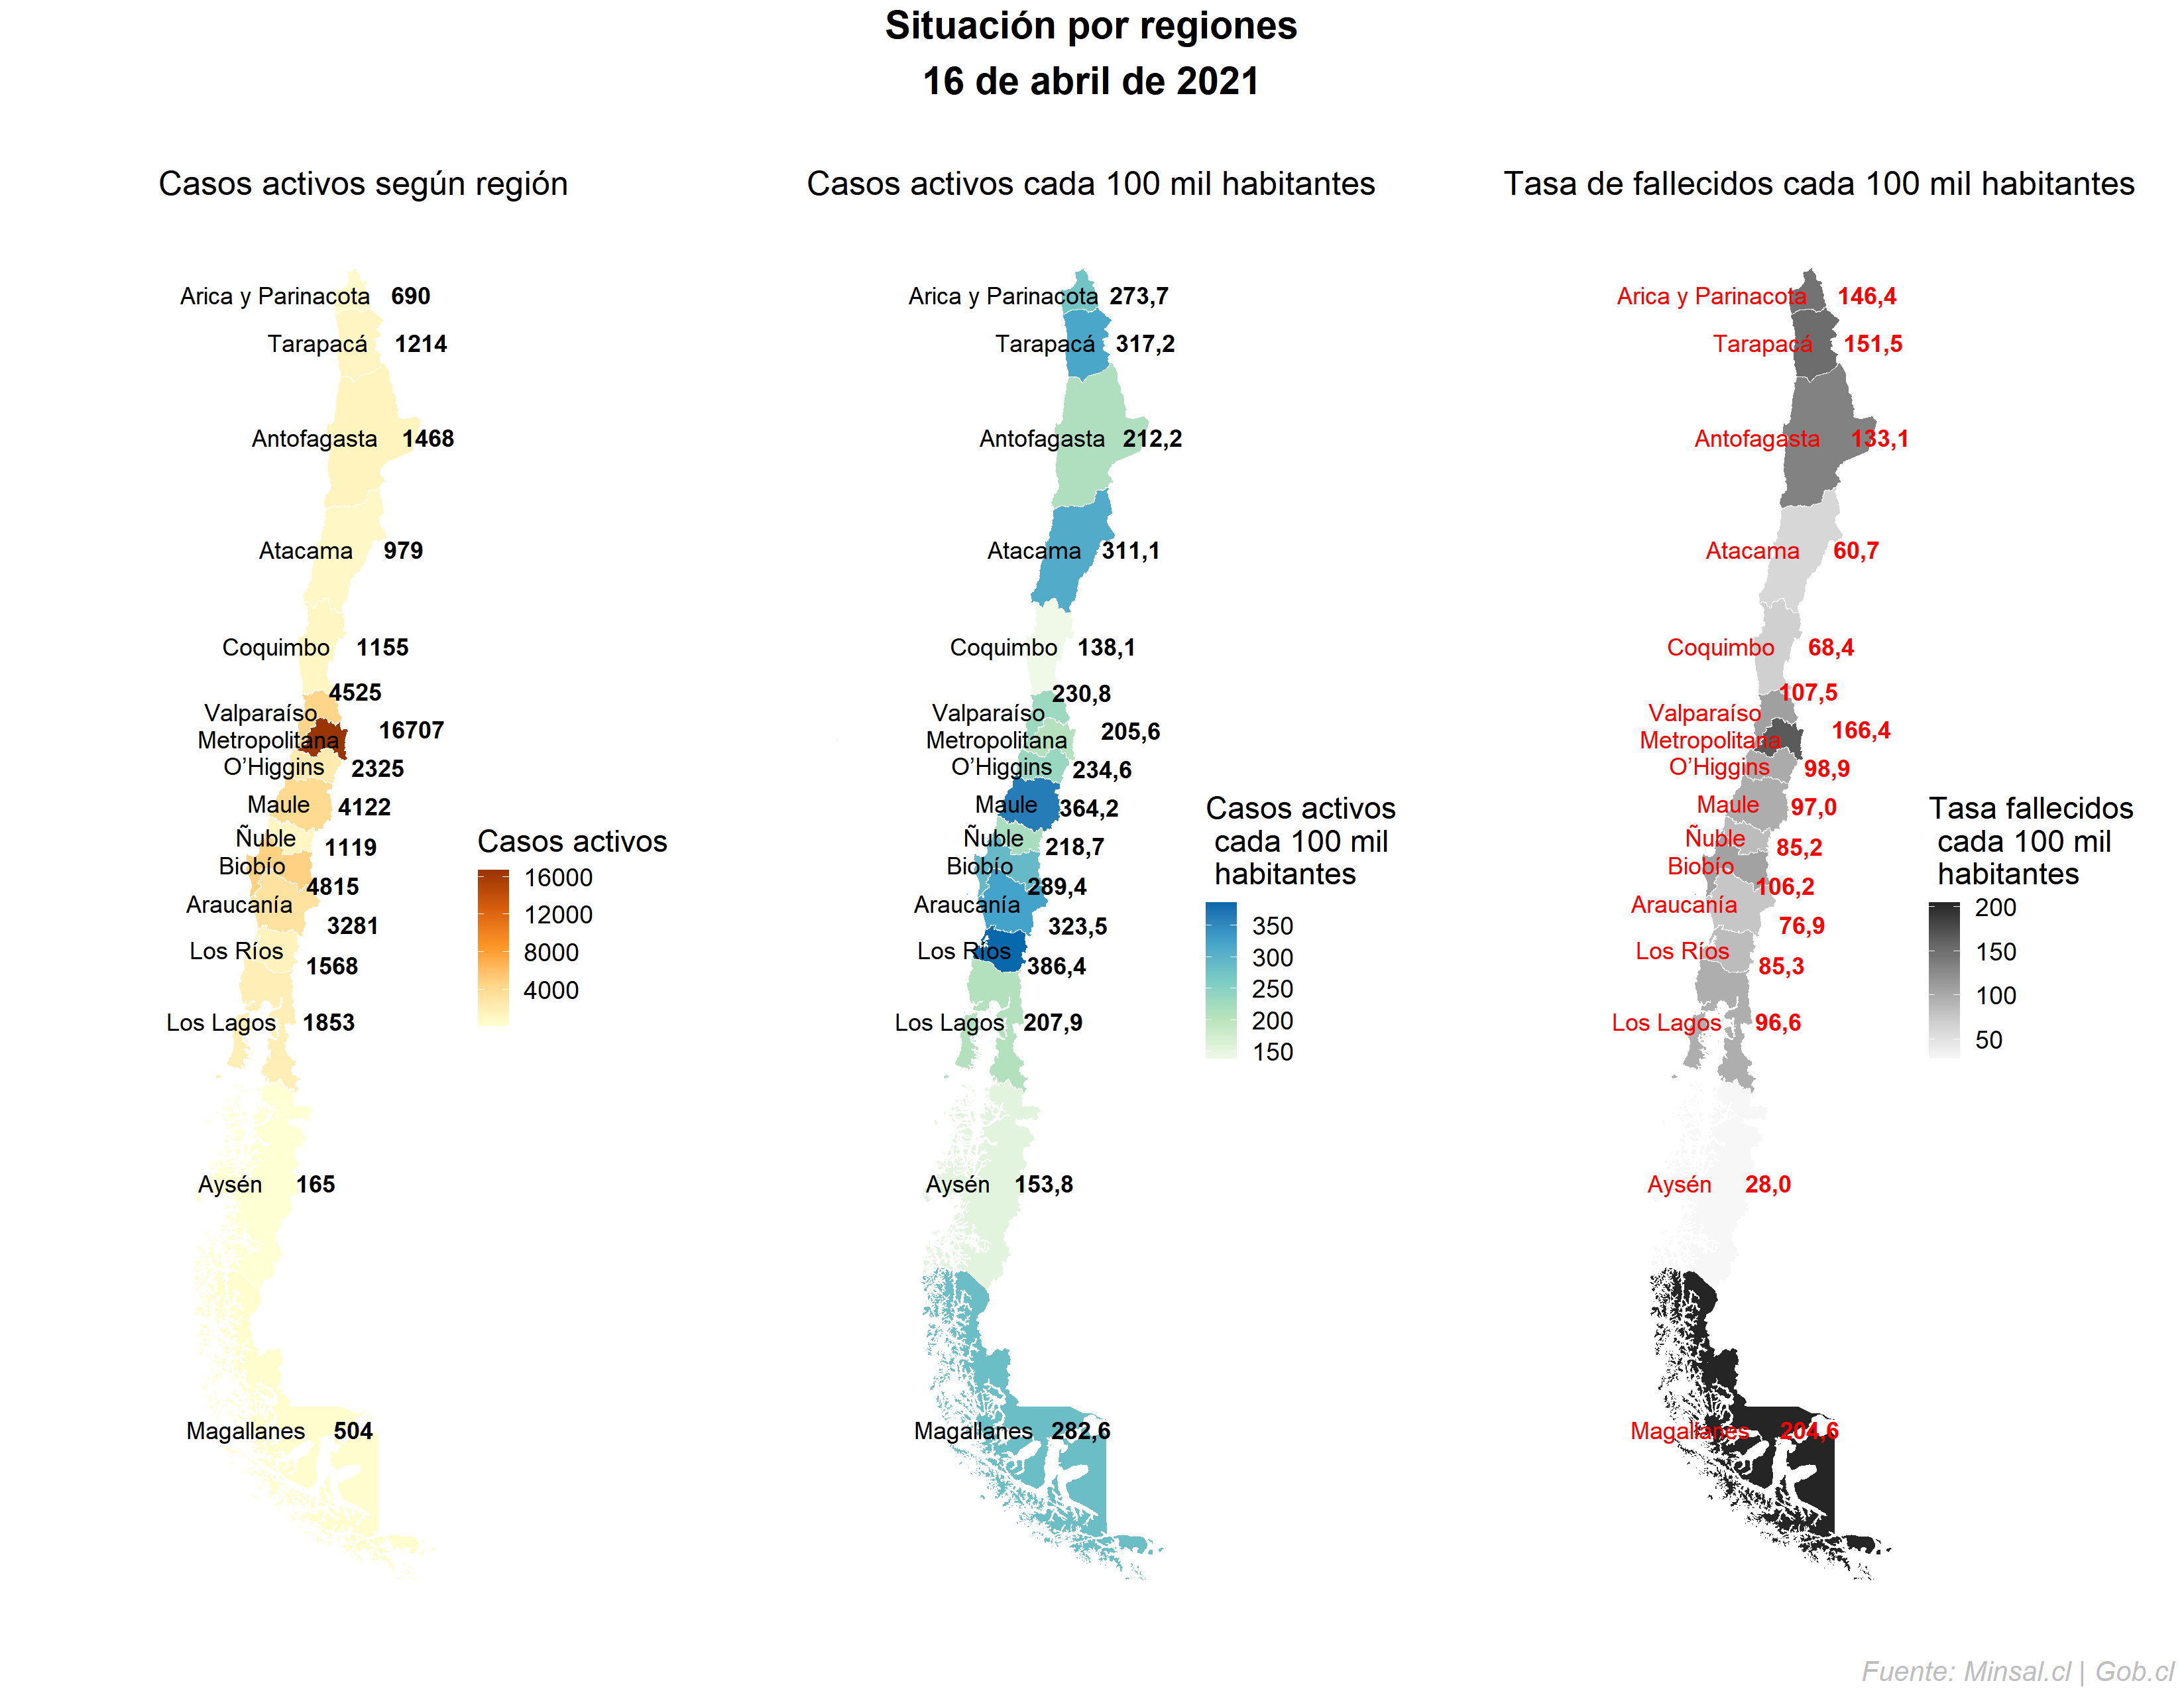 Situación por regiones
16 de abril de 2021
Casos activos según región
Arica y Parinacota 690
Tarapacá 1214
Antofagasta 1468
Atacama 979
Coquimbo 1155
4525
Valparaíso
Metropolitana 16707
O’Higgins 2325
Maule 4122
Ñuble 1119
Biobío 4815
Araucanía 3281
Los Ríos 1568
Los Lagos 1853
Aysén 165
Magallanes 504
Casos activos
16000
12000
8000
4000
Casos activos cada 100 mil habitantes
Arica y Parinacota 273,7
Tarapacá 317,2
Antofagasta 212,2
Atacama 311,1
Coquimbo 138,1
230,8
Valparaíso
Metropolitana 205,6
O’Higgins 234,6
Maule 364,2
Ñuble 218,7
Biobío 289,4
Araucanía 323,5
Los Ríos 386,4
Los Lagos 207,9
Aysén 153,8
Magallanes 282,6
Casos activos
cada 100 mil
habitantes
350
300
250
200
150
Tasa de fallecidos cada 100 mil habitantes
Arica y Parinacota 146,4
Tarapacá 151,5
Antofagasta 133,1
Atacama 60,7
Coquimbo 68,4
107,5
Valparaíso
Metropolitana 166,4
O’Higgins 98,9
Maule 97,0
Ñuble 85,2
Biobío 106,2
Araucanía 76,9
Los Ríos 85,3
Los Lagos 96,6
Aysén 28,0
Magallanes 204,6
Tasa fallecidos
cada 100 mil
habitantes
200
150
100
50
Fuente: Minsal.cl | Gob.cl